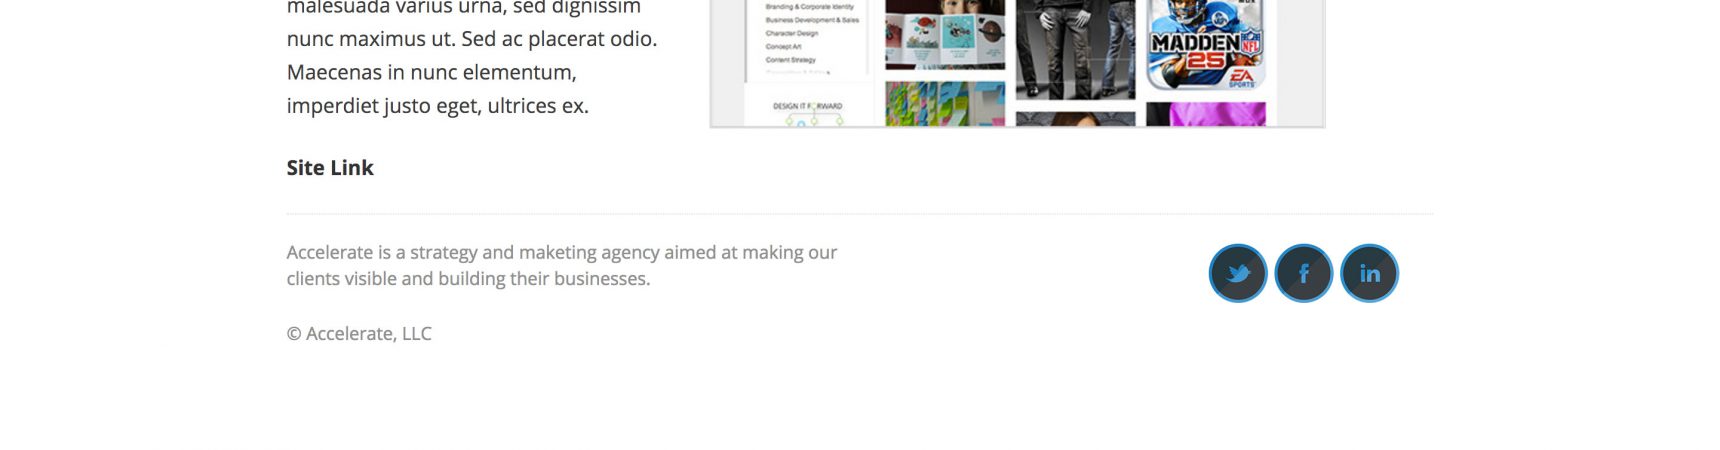 malesuada varius urna, sed dignissim
nunc maximus ut. Sed ac placerat odio.
Maecenas in nunc elementum,
imperdiet justo eget, ultrices ex.
Site Link
Branding & Corporate Identity
Business Development & Sales
Character Design
Concept Art
Content Strategy
DESIGN IT FORWARD
MADDEN
NFL
25
EA
SPORTS
Accelerate is a strategy and maketing agency aimed at making our
clients visible and building their businesses.
© Accelerate, LLC
f
in